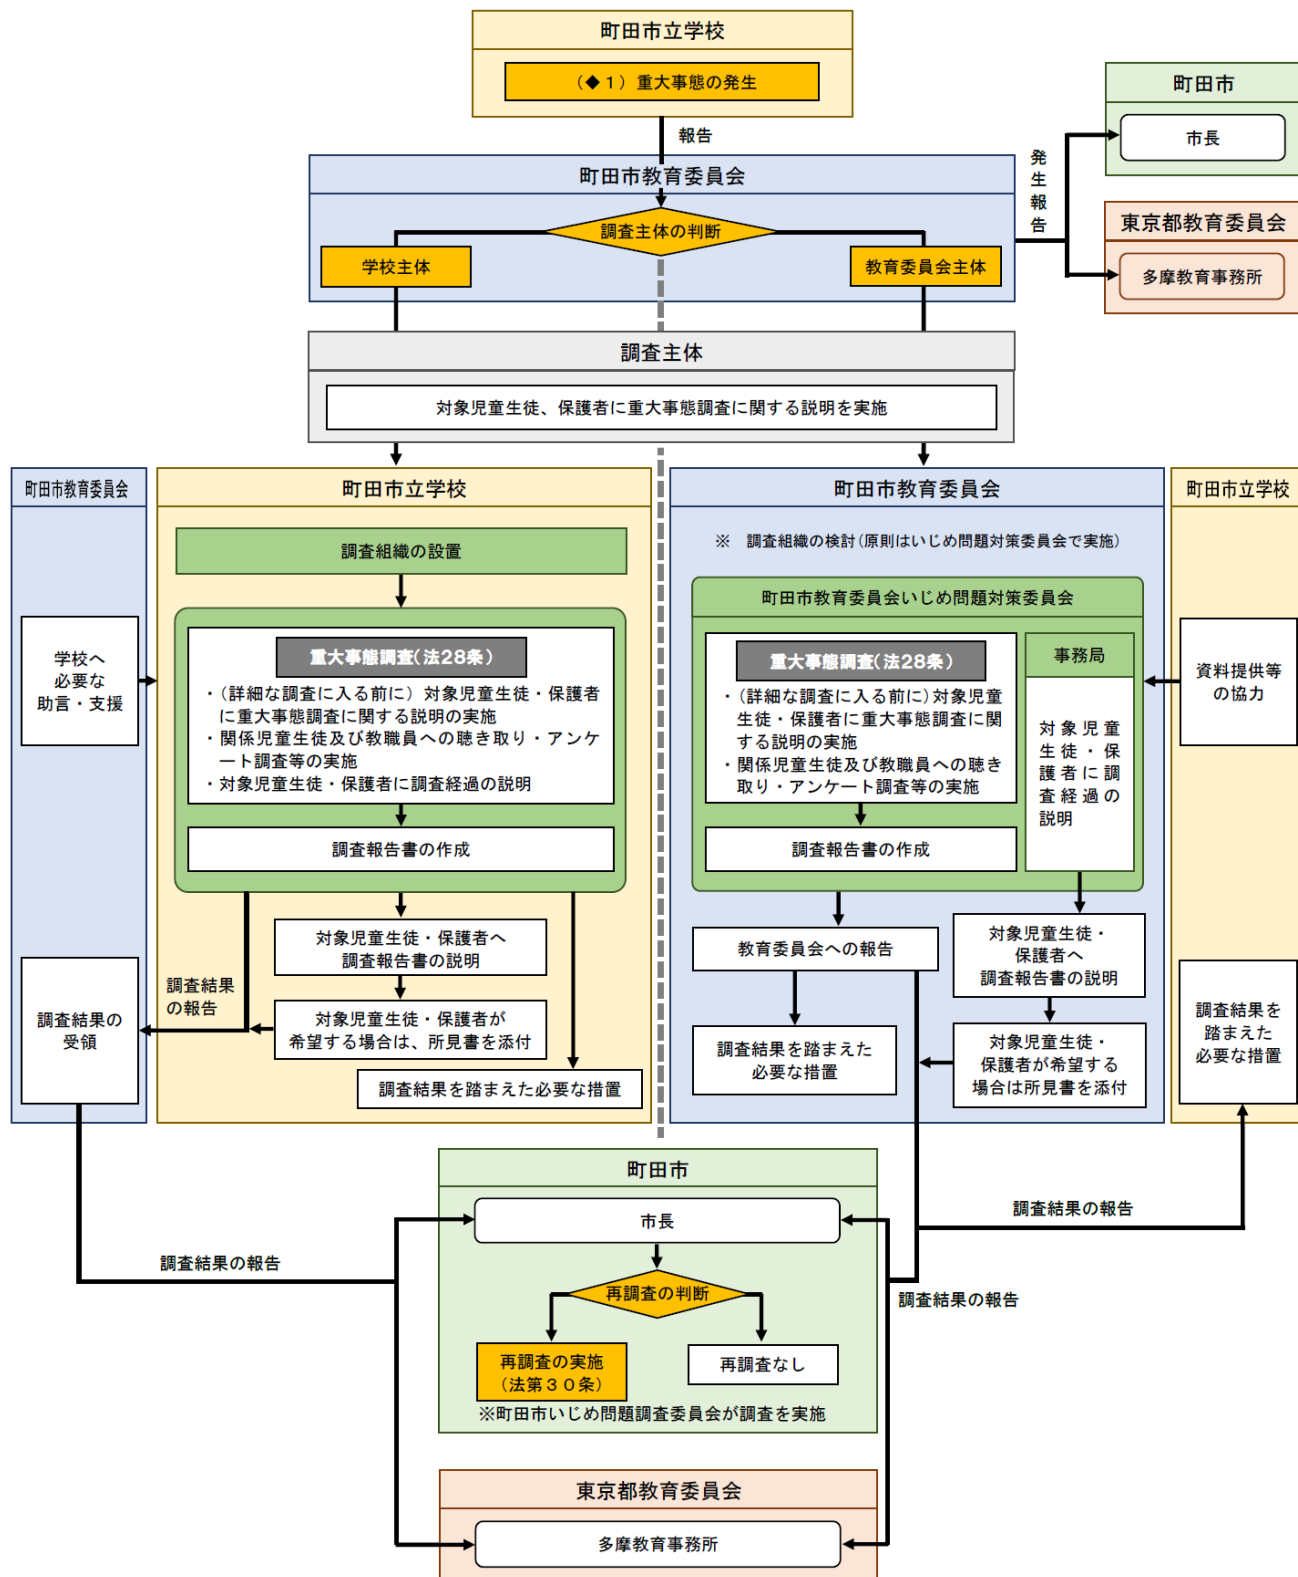 町田市立学校
（◆１）重大事態の発生
報告
町田市
市長
発生報告
東京都教育委員会
多摩教育事務所
町田市教育委員会
調査主体の判断
学校主体
教育委員会主体
調査主体
対象児童生徒、保護者に重大事態調査に関する説明を実施
町田市教育委員会
学校へ
必要な
助言・支援
調査結果の
受領
町田市立学校
調査組織の設置
重大事態調査（法28条）
・（詳細な調査に入る前に）対象児童生徒・保護者
に重大事態調査に関する説明の実施
・関係児童生徒及び教職員への聴き取り・アンケ
ート調査等の実施
・対象児童生徒・保護者に調査経過の説明
調査報告書の作成
対象児童生徒・保護者へ
調査報告書の説明
調査結果
の報告
対象児童生徒・保護者が
希望する場合は、所見書を添付
調査結果を踏まえた必要な措置
町田市教育委員会
※　調査組織の検討（原則はいじめ問題対策委員会で実施）
町田市教育委員会いじめ問題対策委員会
重大事態調査（法28条）
・（詳細な調査に入る前に）対象児童
生徒・保護者に重大事態調査に関
する説明の実施
・関係児童生徒及び教職員への聴き
取り・アンケート調査等の実施
調査報告書の作成
事務局
対象児童
生徒・保
護者に調
査経過の
説明
教育委員会への報告
対象児童生徒・
保護者へ
調査報告書の説明
調査結果を踏まえた
必要な措置
対象児童生徒・
保護者が希望する
場合は所見書を添付
町田市立学校
資料提供等
の協力
調査結果を
踏まえた
必要な措置
調査結果の報告
調査結果の報告
調査結果の報告
町田市
市長
再調査の判断
再調査の実施
（法第３０条）
再調査なし
※町田市いじめ問題調査委員会が調査を実施
東京都教育委員会
多摩教育事務所